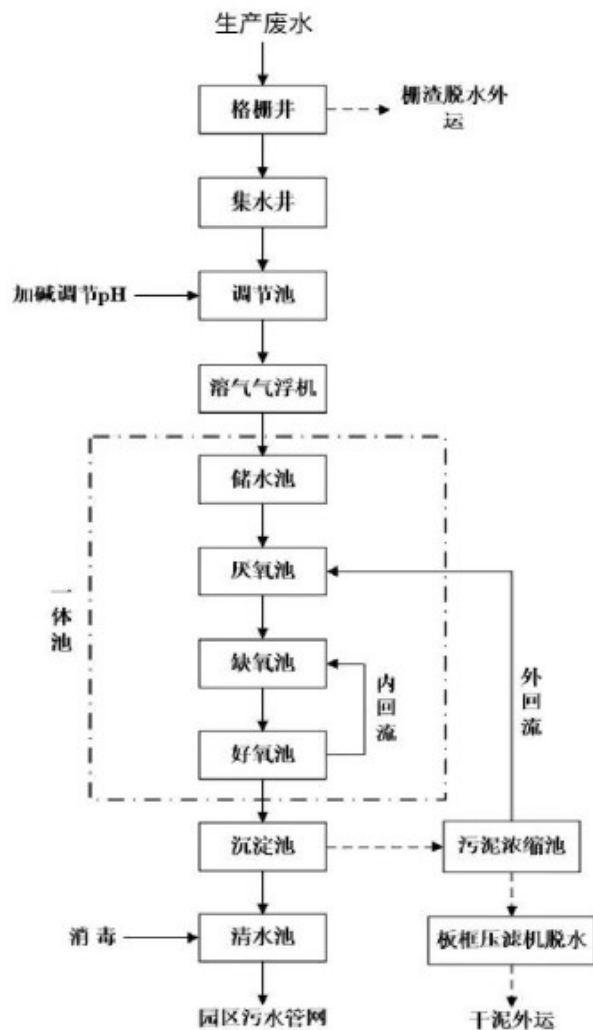 生产废水
格栅井
栅渣脱水外
运
集水井
加碱调节pH
调节池
溶气气浮机
储水池
厌氧池
一体池
缺氧池
内回流
外回流
好氧池
沉淀池
污泥浓缩池
消毒
清水池
板框压滤机脱水
园区污水管网
干泥外运